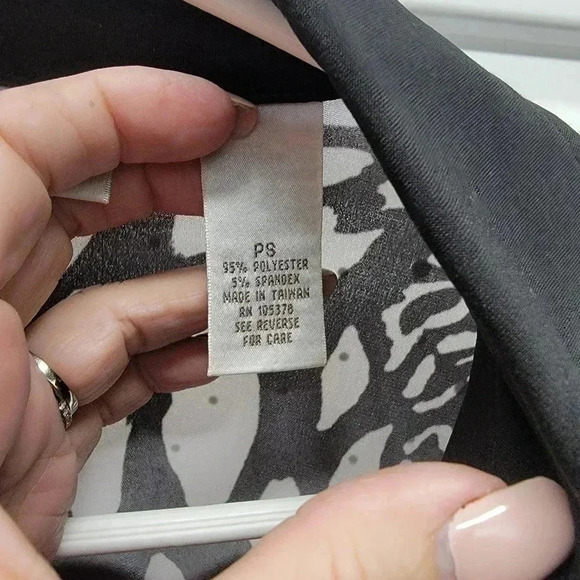 PS
95% POLYESTER
5% SPANDEX
MADE IN TAIWAN
RN 105378
SEE REVERSE
FOR CARE